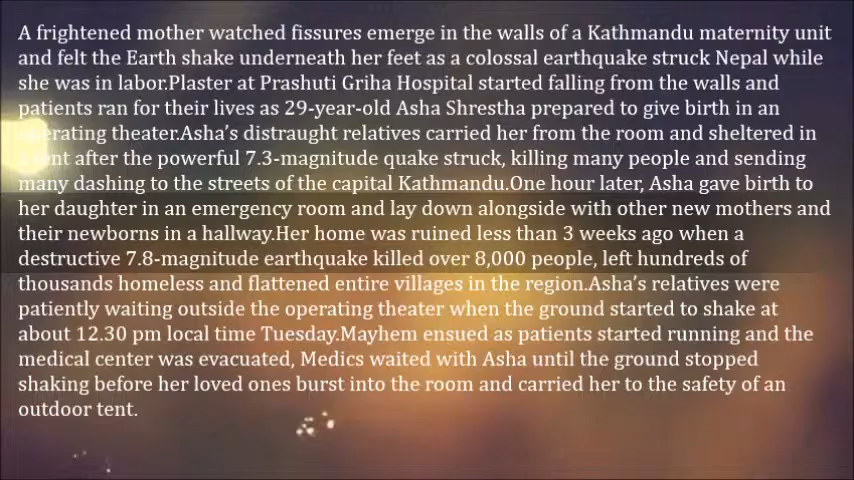 A frightened mother watched fissures emerge in the walls of a Kathmandu maternity unit
and felt the Earth shake underneath her feet as a colossal earthquake struck Nepal while
she was in labor.Plaster at Prashuti Griha Hospital started falling from the walls and
patients ran for their lives as 29-year-old Asha Shrestha prepared to give birth in an
operating theater.Asha’s distraught relatives carried her from the room and sheltered in
a tent after the powerful 7.3-magnitude quake struck, killing many people and sending
many dashing to the streets of the capital Kathmandu.One hour later, Asha gave birth to
her daughter in an emergency room and lay down alongside with other new mothers and
their newborns in a hallway.Her home was ruined less than 3 weeks ago when a
destructive 7.8-magnitude earthquake killed over 8,000 people, left hundreds of
thousands homeless and flattened entire villages in the region.Asha’s relatives were
patiently waiting outside the operating theater when the ground started to shake at
about 12.30 pm local time Tuesday.Mayhem ensued as patients started running and the
medical center was evacuated, Medics waited with Asha until the ground stopped
shaking before her loved ones burst into the room and carried her to the safety of an
outdoor tent.